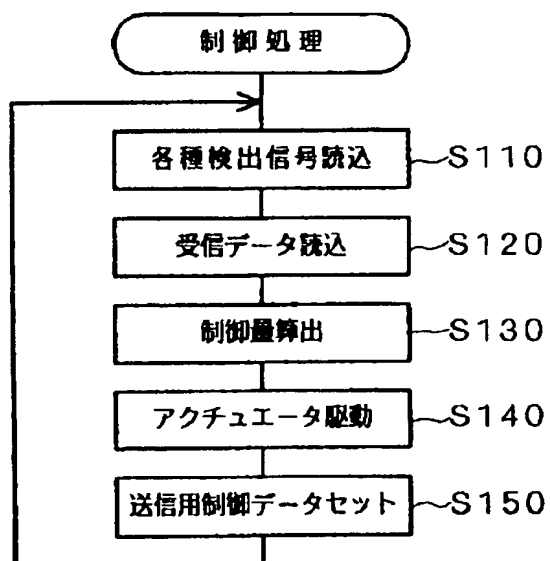 制御処理
各種検出信号読込 S110
受信データ読込 S120
制御量算出 S130
アクチュエータ駆動 S140
送信用制御データセット S150